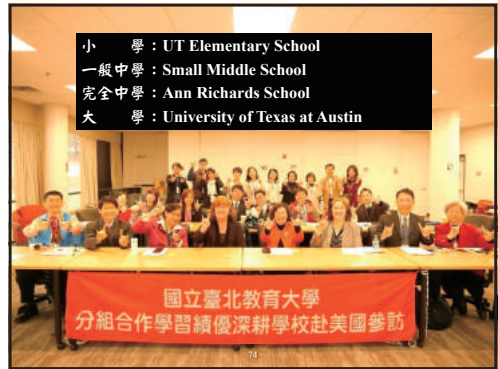 小　　學：UT Elementary School
一般中學：Small Middle School
完全中學：Ann Richards School
大　　學：University of Texas at Austin
國立臺北教育大學
分組合作學習績優深耕學校赴美國參訪
74